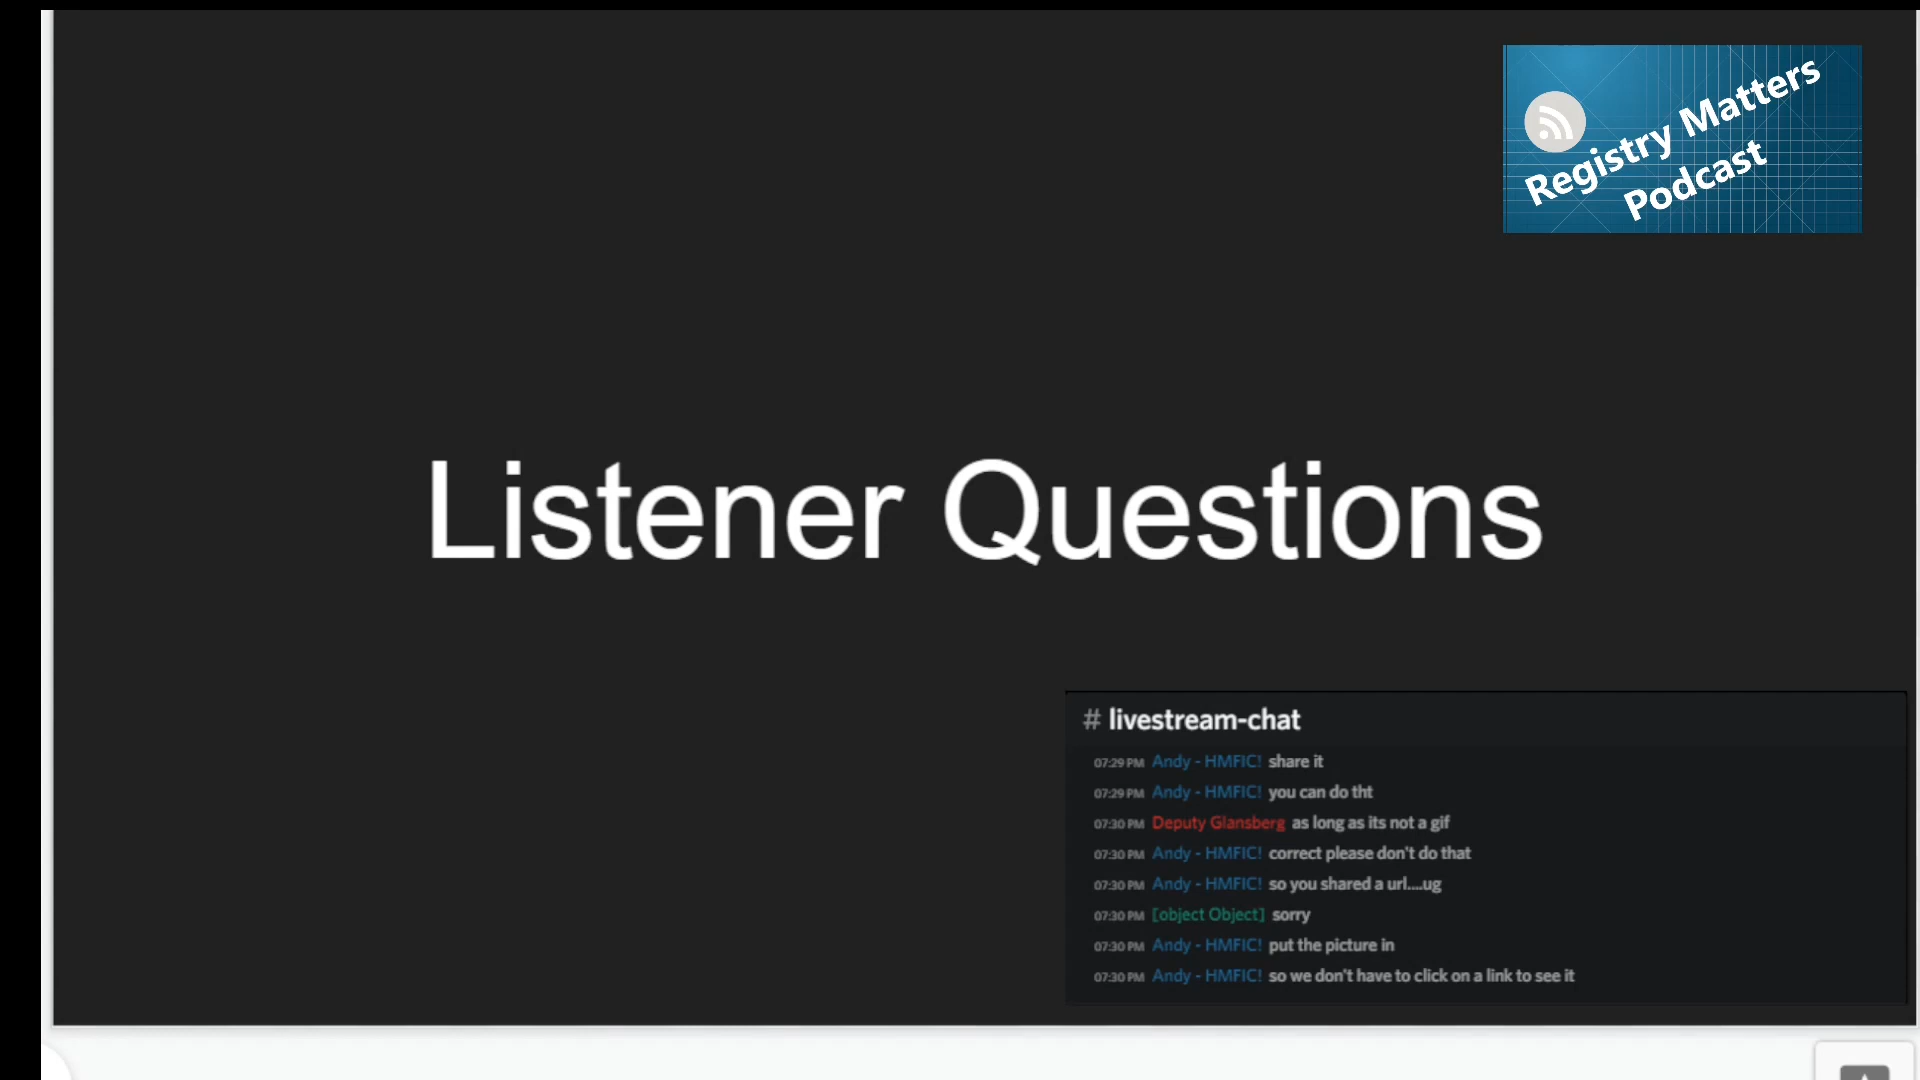 Registry Matters
Podcast
Listener Questions
# livestream-chat
07:29 PM Andy - HMFIC! share it
07:29 PM Andy - HMFIC! you can do tht
07:30 PM Deputy Glansberg as long as its not a gif
07:30 PM Andy - HMFIC! correct please don't do that
07:30 PM Andy - HMFIC! so you shared a url....ug
07:30 PM [object Object] sorry
07:30 PM Andy - HMFIC! put the picture in
07:30 PM Andy - HMFIC! so we don't have to click on a link to see it